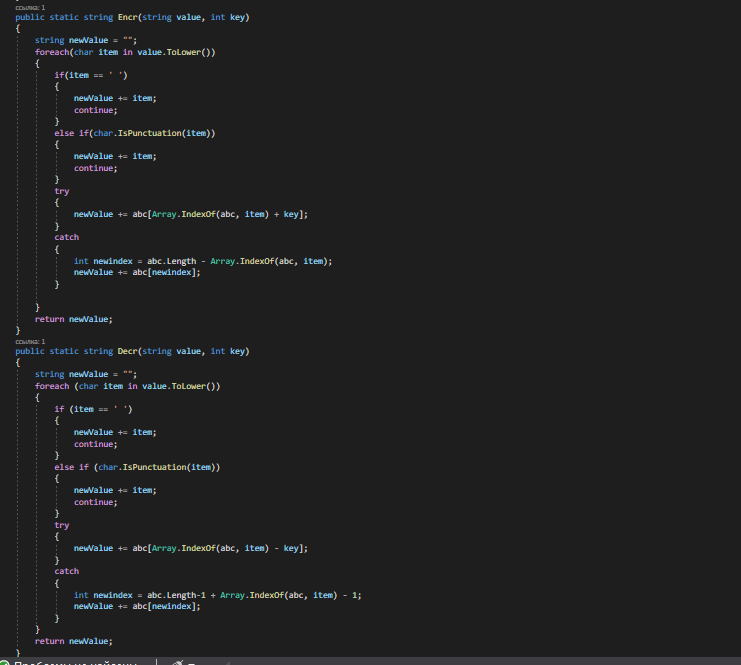 ссылка: 1
public static string Encr(string value, int key)
{
string newValue = "";
foreach(char item in value.ToLower())
{
if(item == ' ')
{
newValue += item;
continue;
}
else if(char.IsPunctuation(item))
{
newValue += item;
continue;
}
try
{
newValue += abc[Array.IndexOf(abc, item) + key];
}
catch
{
int newindex = abc.Length - Array.IndexOf(abc, item);
newValue += abc[newindex];
}
}
return newValue;
}
ссылка: 1
public static string Decr(string value, int key)
{
string newValue = "";
foreach (char item in value.ToLower())
{
if (item == ' ')
{
newValue += item;
continue;
}
else if (char.IsPunctuation(item))
{
newValue += item;
continue;
}
try
{
newValue += abc[Array.IndexOf(abc, item) - key];
}
catch
{
int newindex = abc.Length-1 + Array.IndexOf(abc, item) - 1;
newValue += abc[newindex];
}
}
return newValue;
}